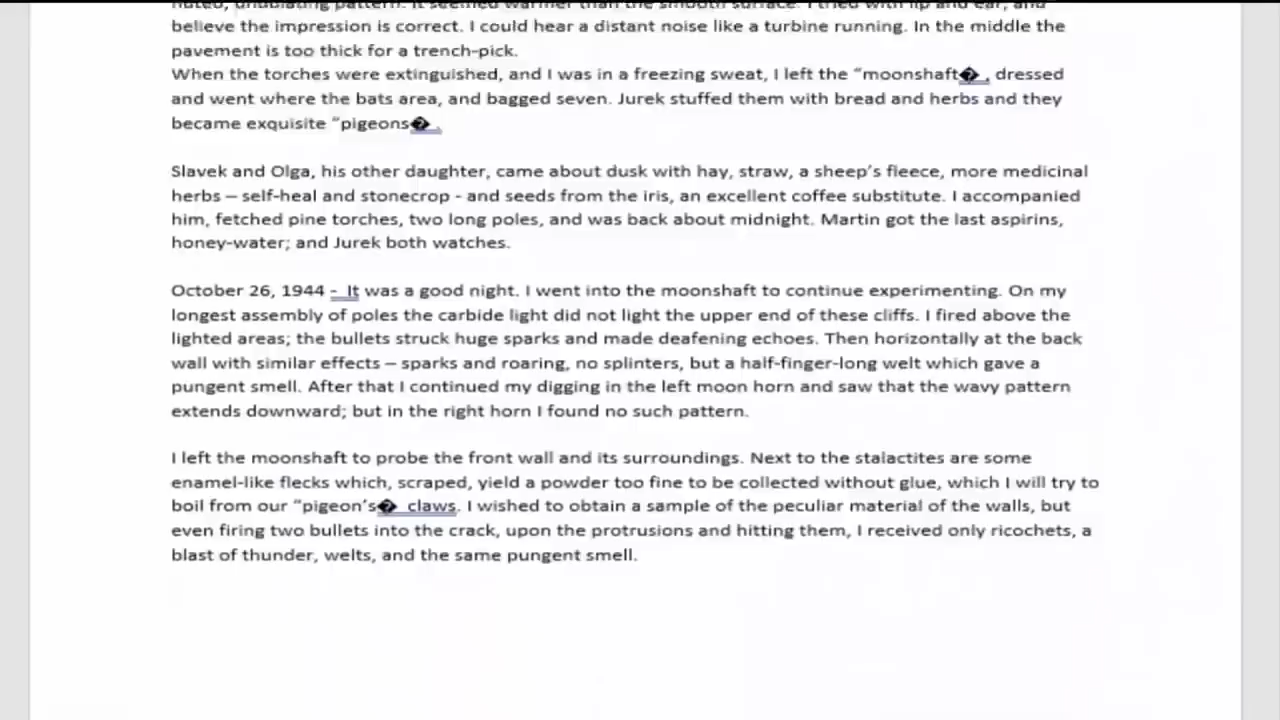 believe the impression is correct. I could hear a distant noise like a turbine running. In the middle the
pavement is too thick for a trench-pick.
When the torches were extinguished, and I was in a freezing sweat, I left the “moonshaft� , dressed
and went where the bats area, and bagged seven. Jurek stuffed them with bread and herbs and they
became exquisite “pigeons� .
Slavek and Olga, his other daughter, came about dusk with hay, straw, a sheep’s fleece, more medicinal
herbs – self-heal and stonecrop - and seeds from the iris, an excellent coffee substitute. I accompanied
him, fetched pine torches, two long poles, and was back about midnight. Martin got the last aspirins,
honey-water; and Jurek both watches.
October 26, 1944 - It was a good night. I went into the moonshaft to continue experimenting. On my
longest assembly of poles the carbide light did not light the upper end of these cliffs. I fired above the
lighted areas; the bullets struck huge sparks and made deafening echoes. Then horizontally at the back
wall with similar effects – sparks and roaring, no splinters, but a half-finger-long welt which gave a
pungent smell. After that I continued my digging in the left moon horn and saw that the wavy pattern
extends downward; but in the right horn I found no such pattern.
I left the moonshaft to probe the front wall and its surroundings. Next to the stalactites are some
enamel-like flecks which, scraped, yield a powder too fine to be collected without glue, which I will try to
boil from our “pigeon’s� claws. I wished to obtain a sample of the peculiar material of the walls, but
even firing two bullets into the crack, upon the protrusions and hitting them, I received only ricochets, a
blast of thunder, welts, and the same pungent smell.